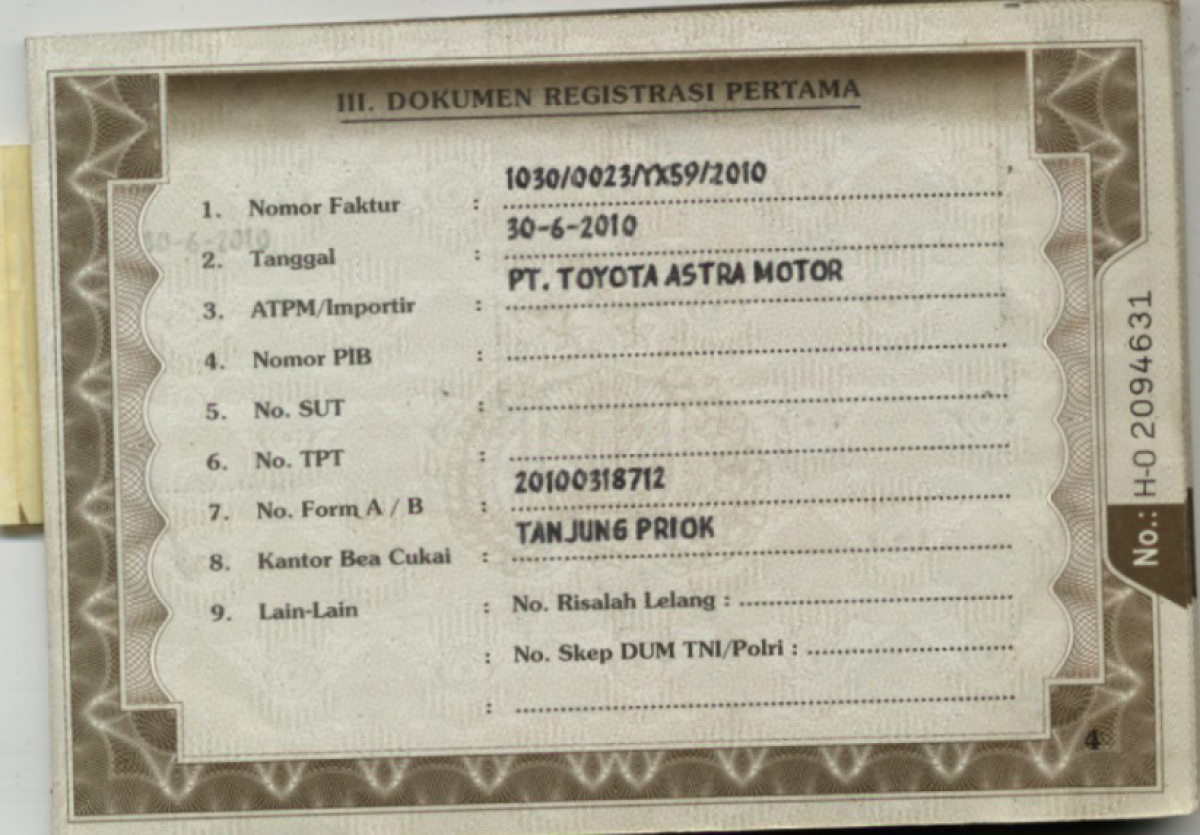 III. DOKUMEN REGISTRASI PERTAMA
1. Nomor Faktur : 1030/0023/YX59/2010
30-6-2010
2. Tanggal : 30-6-2010
3. ATPM/Importir : PT. TOYOTA ASTRA MOTOR
4. Nomor PIB :
5. No. SUT :
6. No. TPT :
7. No. Form A / B : 20100318712
8. Kantor Bea Cukai : TANJUNG PRIOK
9. Lain-Lain : No. Risalah Lelang :
: No. Skep DUM TNI/Polri :
:
No.: H-0 2094631
4